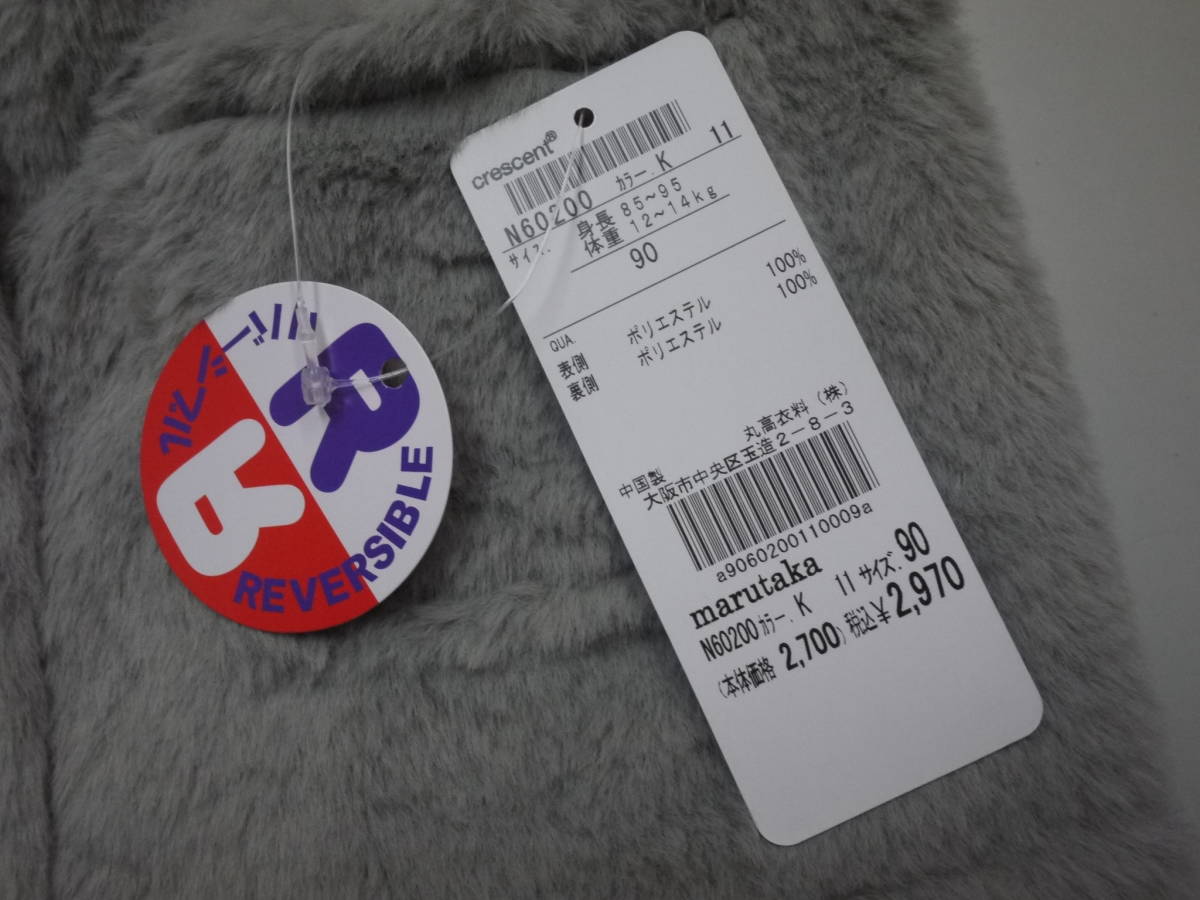 リバーシブル
R
R
REVERSIBLE
crescent®
N60200 カラー. K 11
サイズ. 身長 85～95
体重 12～14kg
90
QUA.
表側 ポリエステル 100%
裏側 ポリエステル 100%
丸高衣料（株）
中国製 大阪市中央区玉造2－8－3
a9060200110009a
marutaka
N60200 カラー. K 11 サイズ. 90
(本体価格 2,700) 税込¥2,970